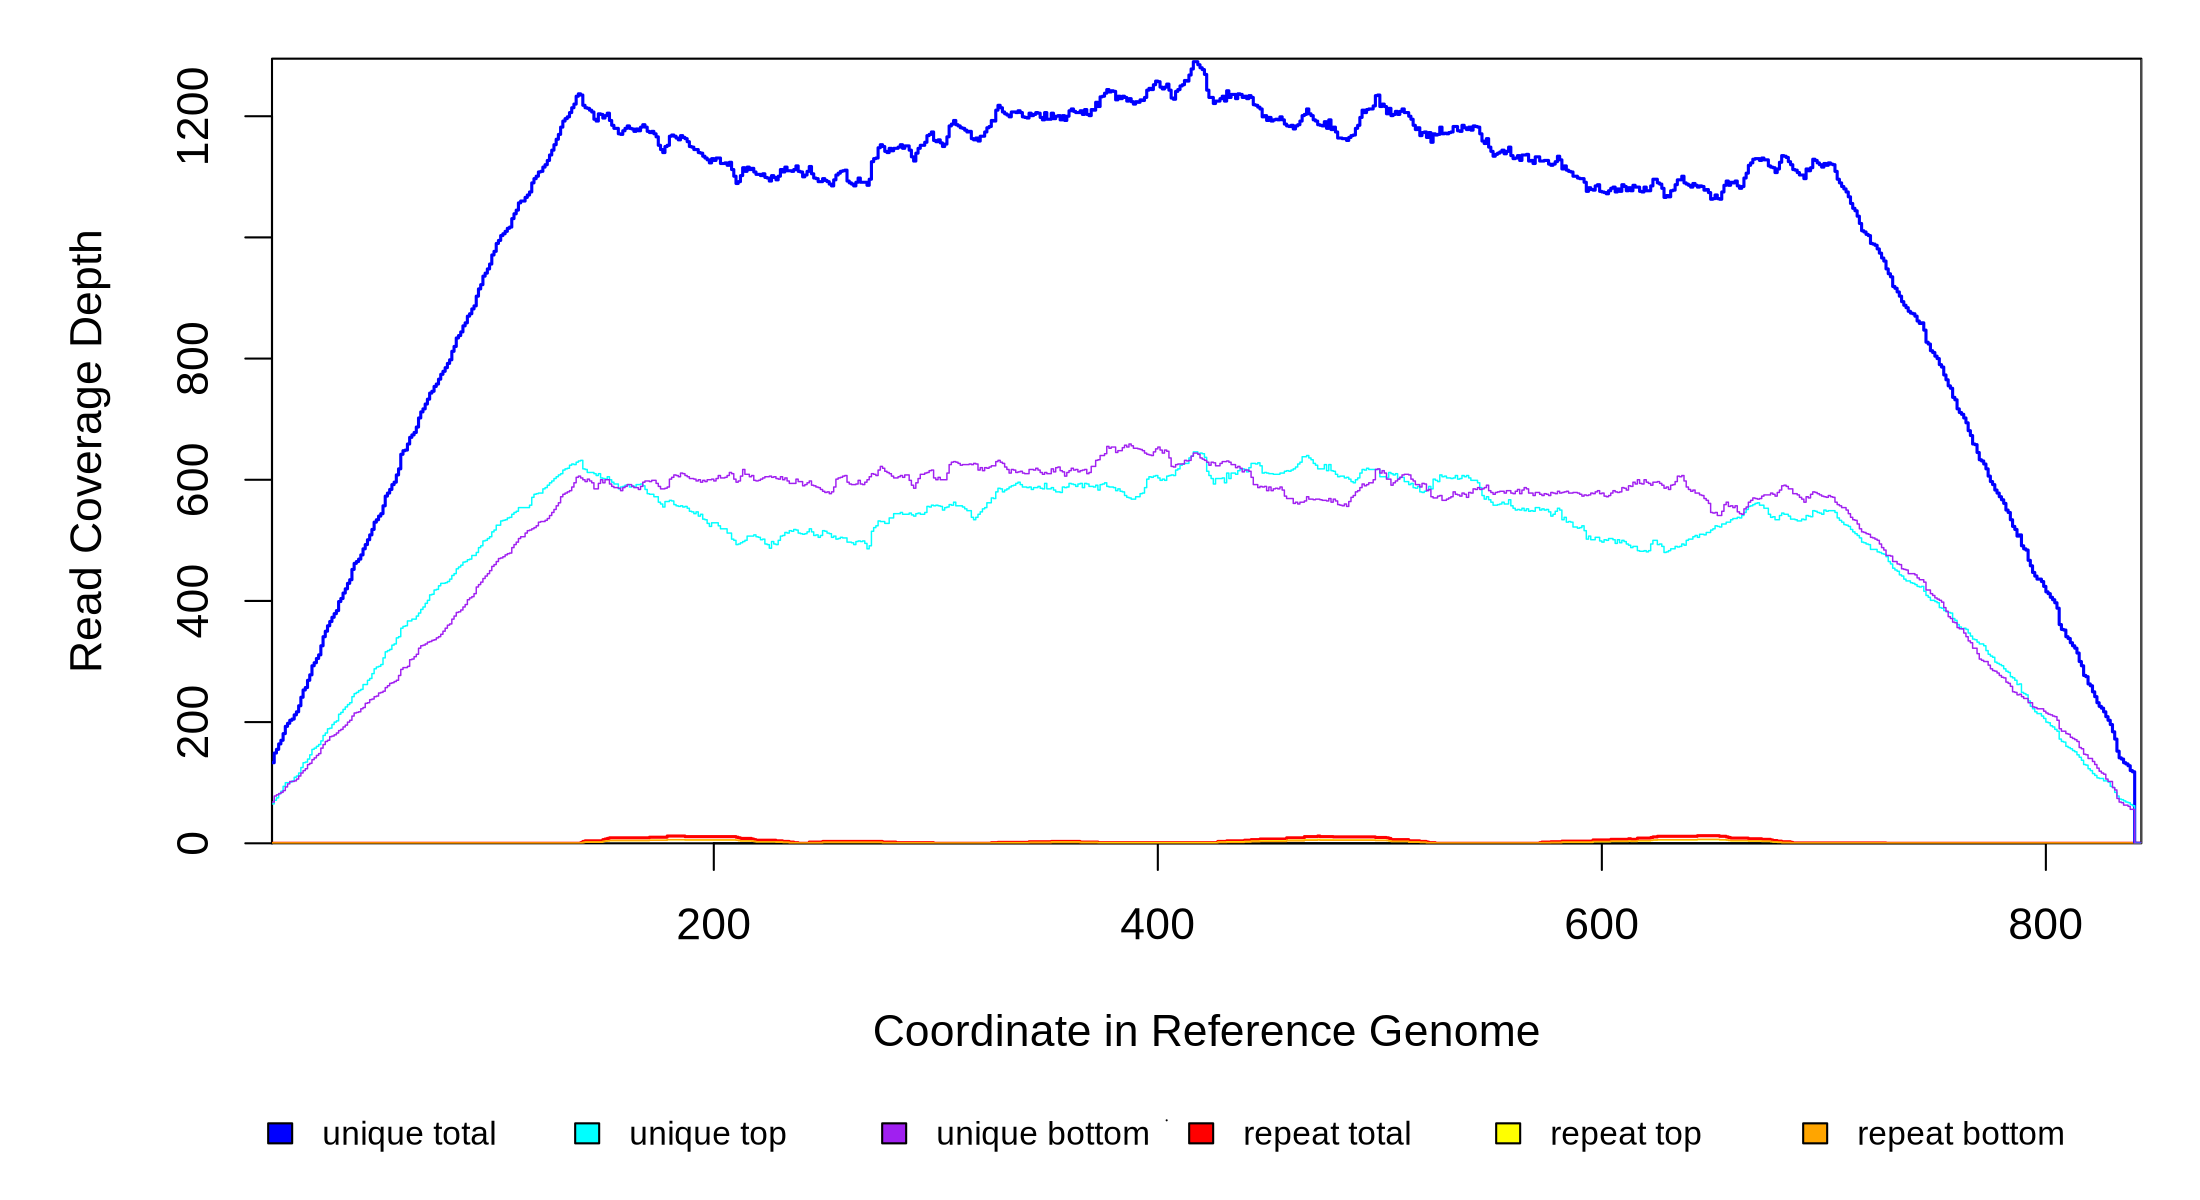 1200
800
600
400
200
0
Read Coverage Depth
200 400 600 800
Coordinate in Reference Genome
unique total unique top unique bottom repeat total repeat top repeat bottom